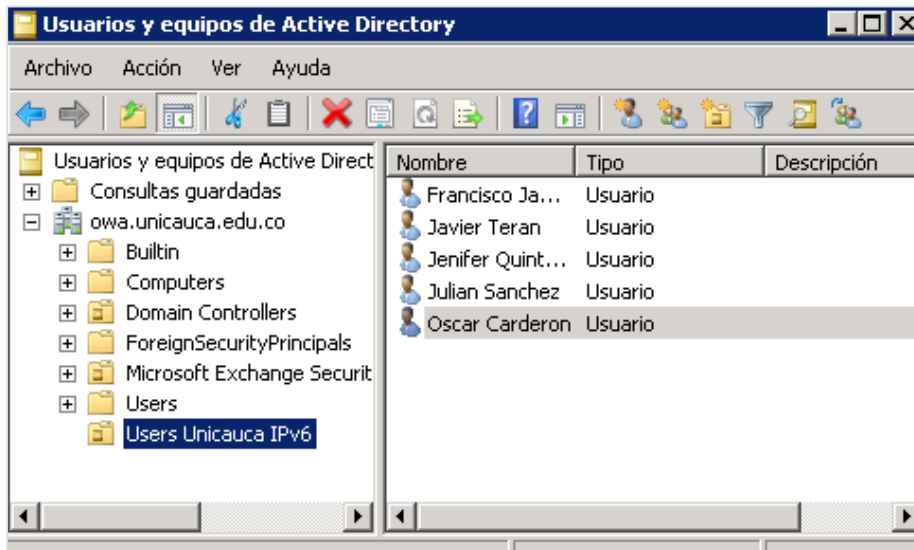 Usuarios y equipos de Active Directory
Archivo Acción Ver Ayuda
Usuarios y equipos de Active Direct
Consultas guardadas
owa.unicauca.edu.co
Builtin
Computers
Domain Controllers
ForeignSecurityPrincipals
Microsoft Exchange Securit
Users
Users Unicauca IPv6
Nombre Tipo Descripción
Francisco Ja... Usuario
Javier Teran Usuario
Jenifer Quint... Usuario
Julian Sanchez Usuario
Oscar Carderon Usuario